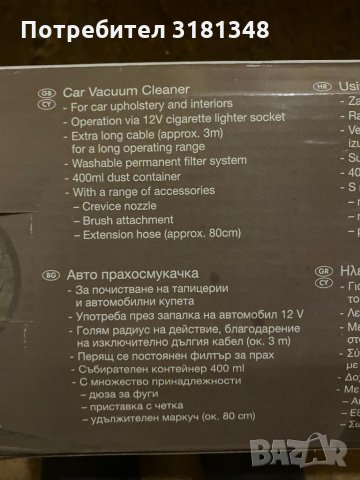 Потребител 3181348
GB CY Car Vacuum Cleaner
- For car upholstery and interiors
- Operation via 12V cigarette lighter socket
- Extra long cable (approx. 3m)
for a long operating range
- Washable permanent filter system
- 400ml dust container
- With a range of accessories
– Crevice nozzle
– Brush attachment
– Extension hose (approx. 80cm)
BG Авто прахосмукачка
- За почистване на тапицерии
и автомобилни купета
- Употреба през запалка на автомобил 12 V
- Голям радиус на действие, благодарение
на изключително дългия кабел (ок. 3 m)
- Перящ се постоянен филтър за прах
- Събирателен контейнер 400 ml
- С множество принадлежности
– дюза за фуги
– приставка с четка
– удължителен маркуч (ок. 80 cm)
HR
GR CY
BAZAR